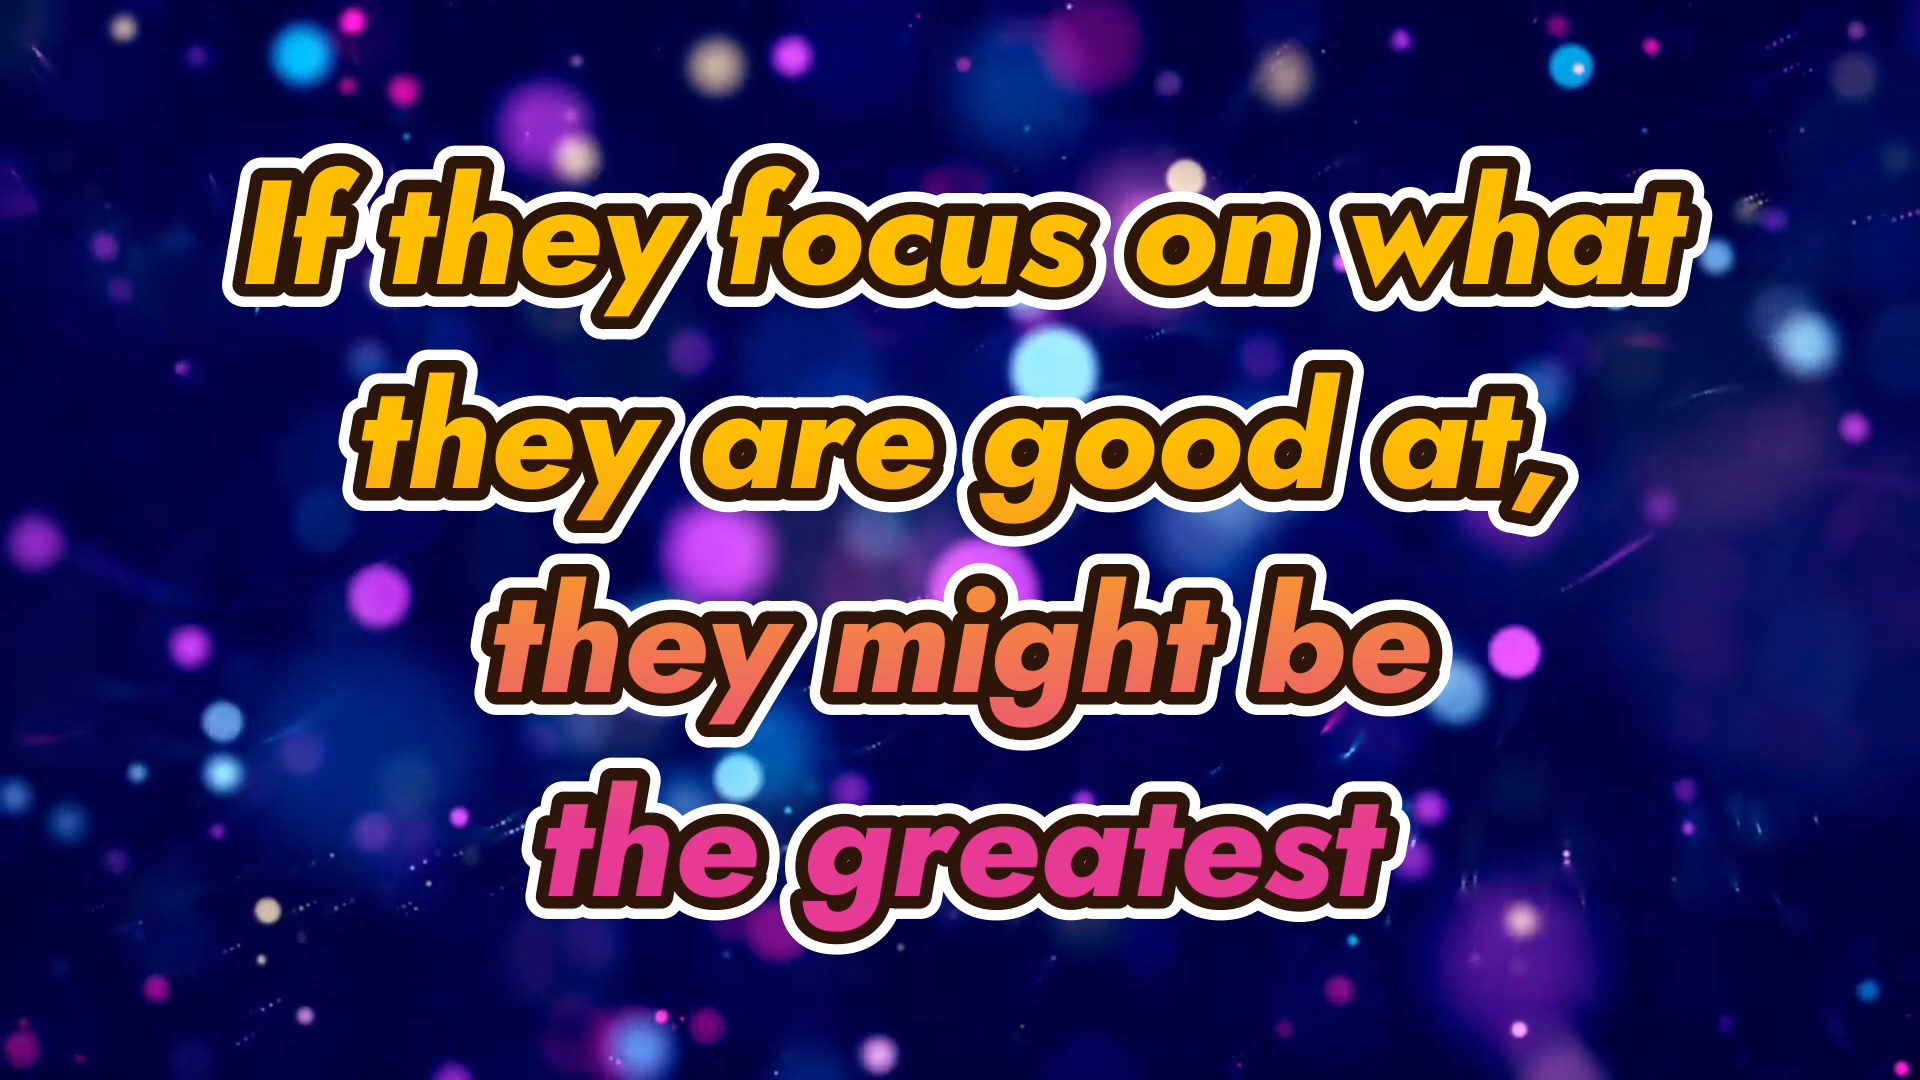 If they focus on what
they are good at,
they might be
the greatest